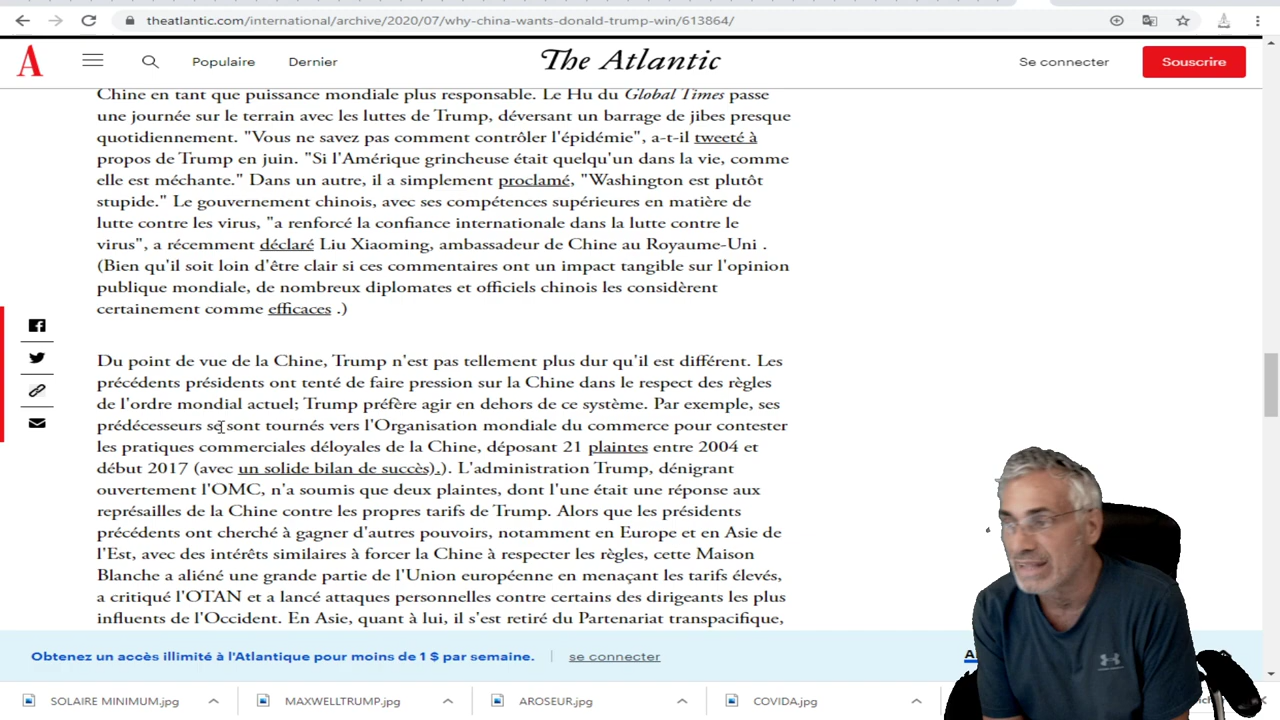 theatlantic.com/international/archive/2020/07/why-china-wants-donald-trump-win/613864/
A
Populaire
Dernier
The Atlantic
Se connecter
Souscrire
Chine en tant que puissance mondiale plus responsable. Le Hu du Global Times passe
une journée sur le terrain avec les luttes de Trump, déversant un barrage de jibes presque
quotidiennement. "Vous ne savez pas comment contrôler l'épidémie", a-t-il tweeté à
propos de Trump en juin. "Si l'Amérique grincheuse était quelqu'un dans la vie, comme
elle est méchante." Dans un autre, il a simplement proclamé, "Washington est plutôt
stupide." Le gouvernement chinois, avec ses compétences supérieures en matière de
lutte contre les virus, "a renforcé la confiance internationale dans la lutte contre le
virus", a récemment déclaré Liu Xiaoming, ambassadeur de Chine au Royaume-Uni .
(Bien qu'il soit loin d'être clair si ces commentaires ont un impact tangible sur l'opinion
publique mondiale, de nombreux diplomates et officiels chinois les considèrent
certainement comme efficaces .)
Du point de vue de la Chine, Trump n'est pas tellement plus dur qu'il est différent. Les
précédents présidents ont tenté de faire pression sur la Chine dans le respect des règles
de l'ordre mondial actuel; Trump préfère agir en dehors de ce système. Par exemple, ses
prédécesseurs se sont tournés vers l'Organisation mondiale du commerce pour contester
les pratiques commerciales déloyales de la Chine, déposant 21 plaintes entre 2004 et
début 2017 (avec un solide bilan de succès).). L'administration Trump, dénigrant
ouvertement l'OMC, n'a soumis que deux plaintes, dont l'une était une réponse aux
représailles de la Chine contre les propres tarifs de Trump. Alors que les présidents
précédents ont cherché à gagner d'autres pouvoirs, notamment en Europe et en Asie de
l'Est, avec des intérêts similaires à forcer la Chine à respecter les règles, cette Maison
Blanche a aliéné une grande partie de l'Union européenne en menaçant les tarifs élevés,
a critiqué l'OTAN et a lancé attaques personnelles contre certains des dirigeants les plus
influents de l'Occident. En Asie, quant à lui, il s'est retiré du Partenariat transpacifique,
Obtenez un accès illimité à l'Atlantique pour moins de 1 $ par semaine.
se connecter
SOLAIRE MINIMUM.jpg
MAXWELLTRUMP.jpg
AROSEUR.jpg
COVIDA.jpg